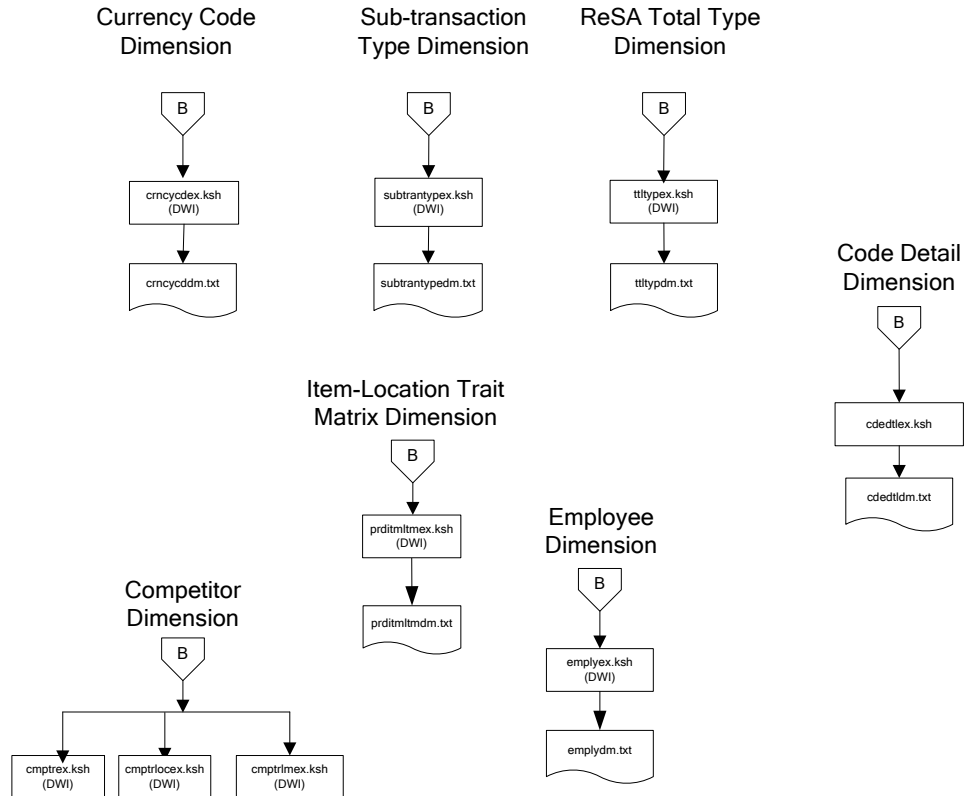 Currency Code
Dimension
B
crncycdex.ksh
(DWI)
crncycddm.txt
Sub-transaction
Type Dimension
B
subtrantypex.ksh
(DWI)
subtrantypedm.txt
ReSA Total Type
Dimension
B
ttltypex.ksh
(DWI)
ttltypdm.txt
Code Detail
Dimension
B
cdedtlex.ksh
cdedtldm.txt
Item-Location Trait
Matrix Dimension
B
prditmltmex.ksh
(DWI)
prditmltmdm.txt
Employee
Dimension
B
emplyex.ksh
(DWI)
emplydm.txt
Competitor
Dimension
B
cmptrex.ksh
(DWI)
cmptrlocex.ksh
(DWI)
cmptrlmex.ksh
(DWI)